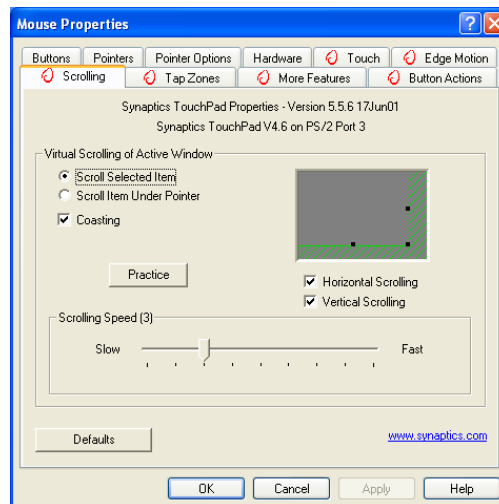 Mouse Properties
Buttons Pointers Pointer Options Hardware Touch Edge Motion
Scrolling Tap Zones More Features Button Actions
Synaptics TouchPad Properties - Version 5.5.6 17Jun01
Synaptics TouchPad V4.6 on PS/2 Port 3
Virtual Scrolling of Active Window
Scroll Selected Item
Scroll Item Under Pointer
Coasting
Practice
Horizontal Scrolling
Vertical Scrolling
Scrolling Speed (3)
Slow Fast
Defaults
www.synaptics.com
OK Cancel Apply Help